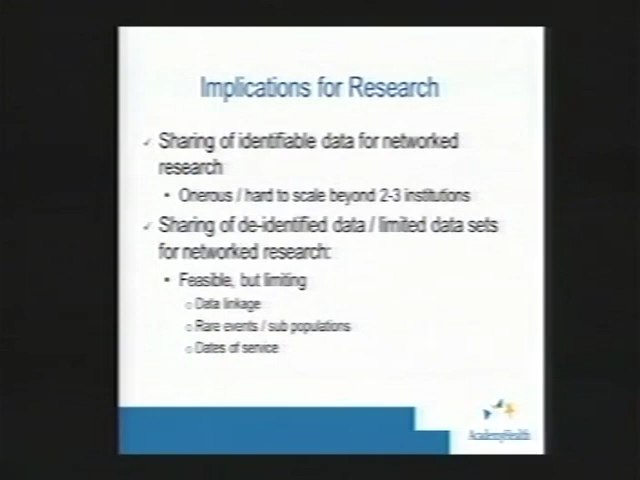 Implications for Research
✓ Sharing of identifiable data for networked
research
• Onerous / hard to scale beyond 2-3 institutions
✓ Sharing of de-identified data / limited data sets
for networked research:
• Feasible, but limiting
o Data linkage
o Rare events / sub populations
o Dates of service
AcademyHealth